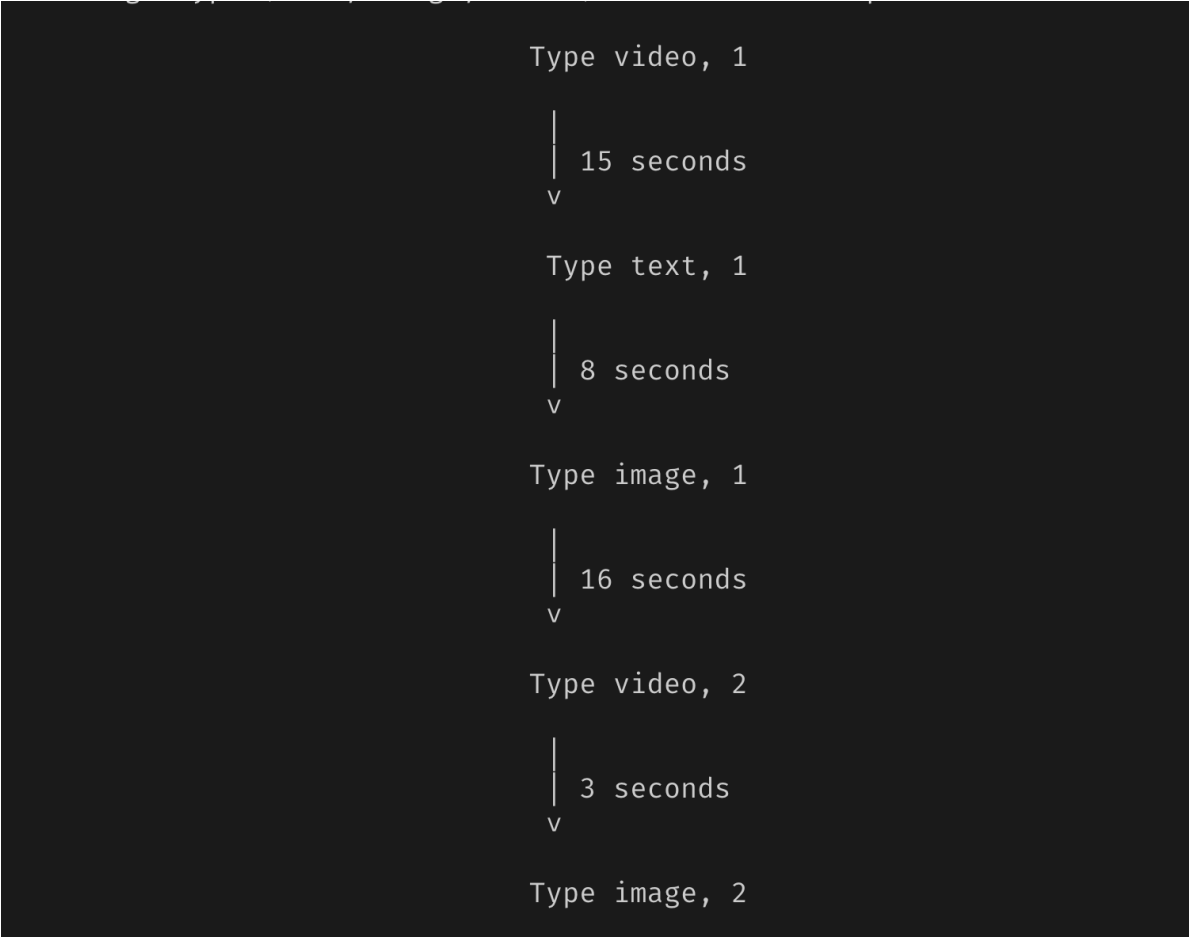 Type video, 1
|
| 15 seconds
v
Type text, 1
|
| 8 seconds
v
Type image, 1
|
| 16 seconds
v
Type video, 2
|
| 3 seconds
v
Type image, 2